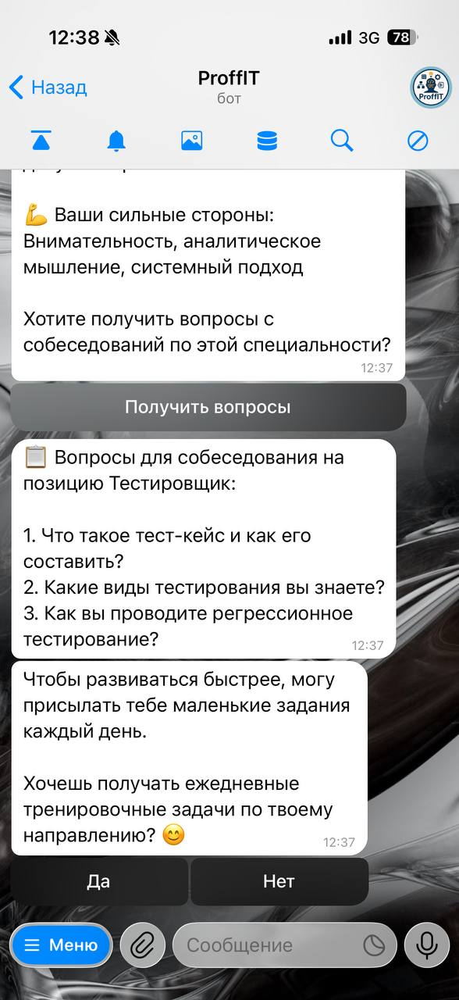 12:38
3G
78
Назад
ProffIT
бот
ProffIT
💪 Ваши сильные стороны:
Внимательность, аналитическое
мышление, системный подход
Хотите получить вопросы с
собеседований по этой специальности?
12:37
Получить вопросы
📋 Вопросы для собеседования на
позицию Тестировщик:
1. Что такое тест-кейс и как его
составить?
2. Какие виды тестирования вы знаете?
3. Как вы проводите регрессионное
тестирование?
12:37
Чтобы развиваться быстрее, могу
присылать тебе маленькие задания
каждый день.
Хочешь получать ежедневные
тренировочные задачи по твоему
направлению? 😊
12:37
Да
Нет
Меню
Сообщение